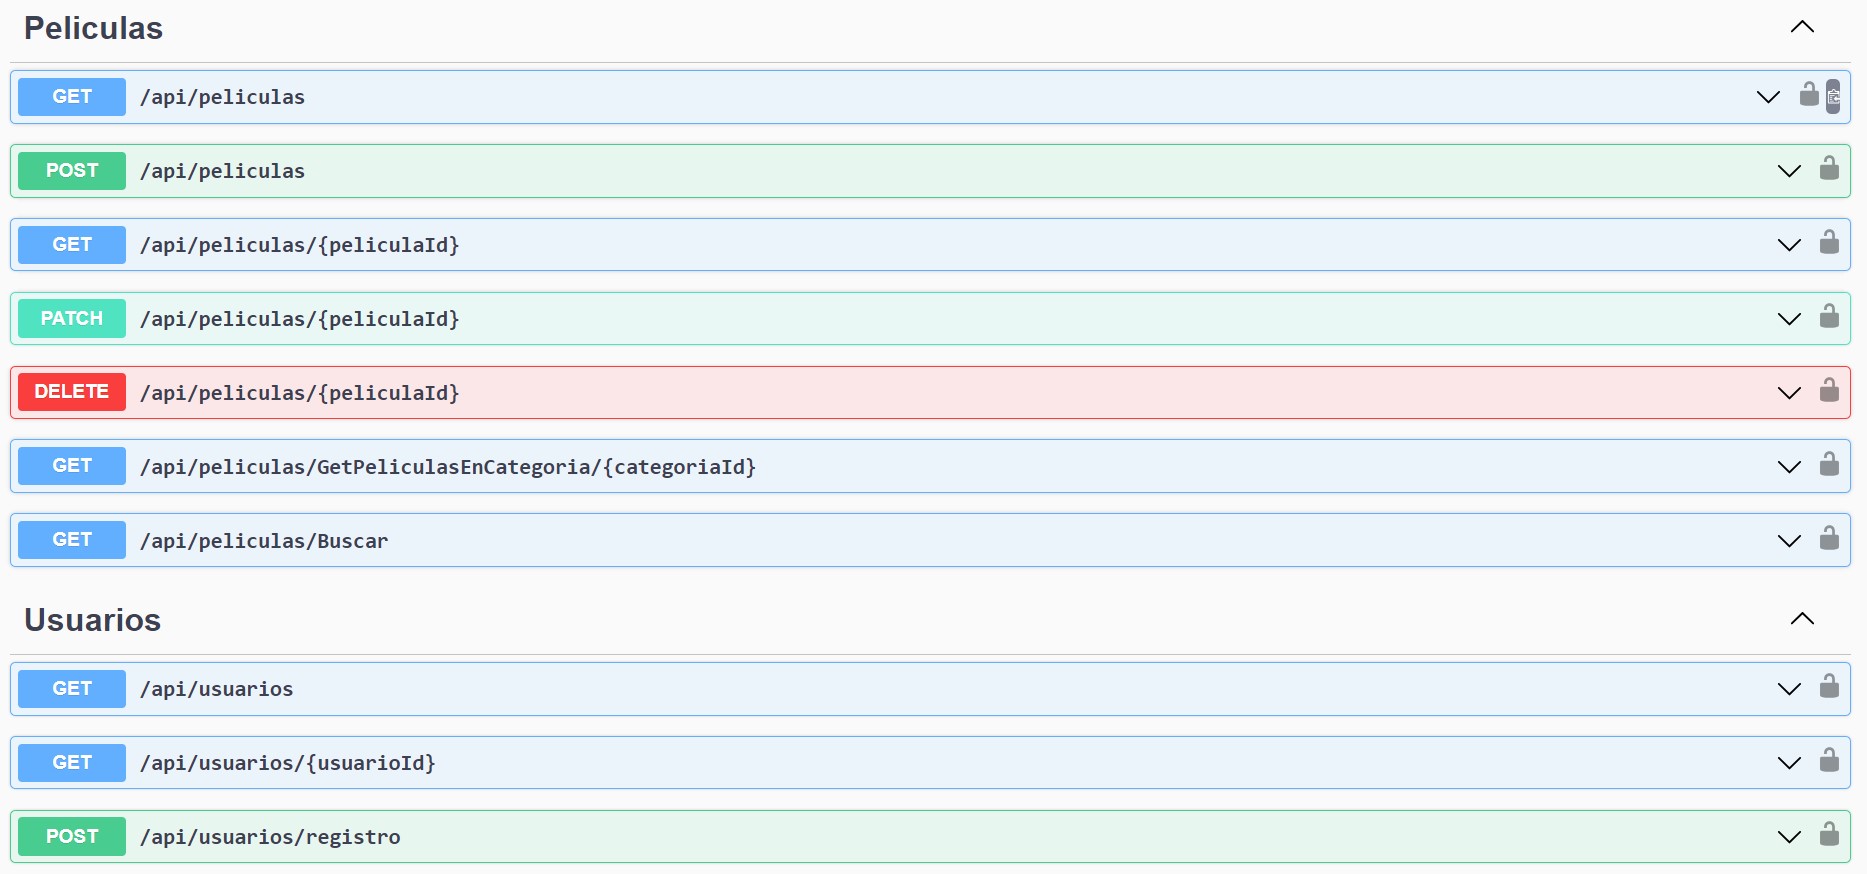 Peliculas
GET /api/peliculas
POST /api/peliculas
GET /api/peliculas/{peliculaId}
PATCH /api/peliculas/{peliculaId}
DELETE /api/peliculas/{peliculaId}
GET /api/peliculas/GetPeliculasEnCategoria/{categoriaId}
GET /api/peliculas/Buscar
Usuarios
GET /api/usuarios
GET /api/usuarios/{usuarioId}
POST /api/usuarios/registro